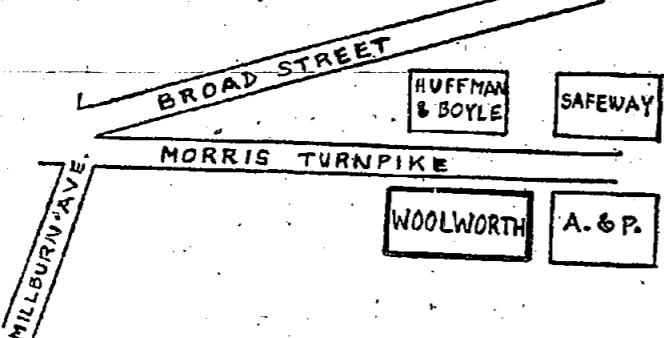 BROAD STREET
HUFFMAN
& BOYLE
SAFEWAY
MORRIS TURNPIKE
MILLBURN AVE.
WOOLWORTH
A. & P.